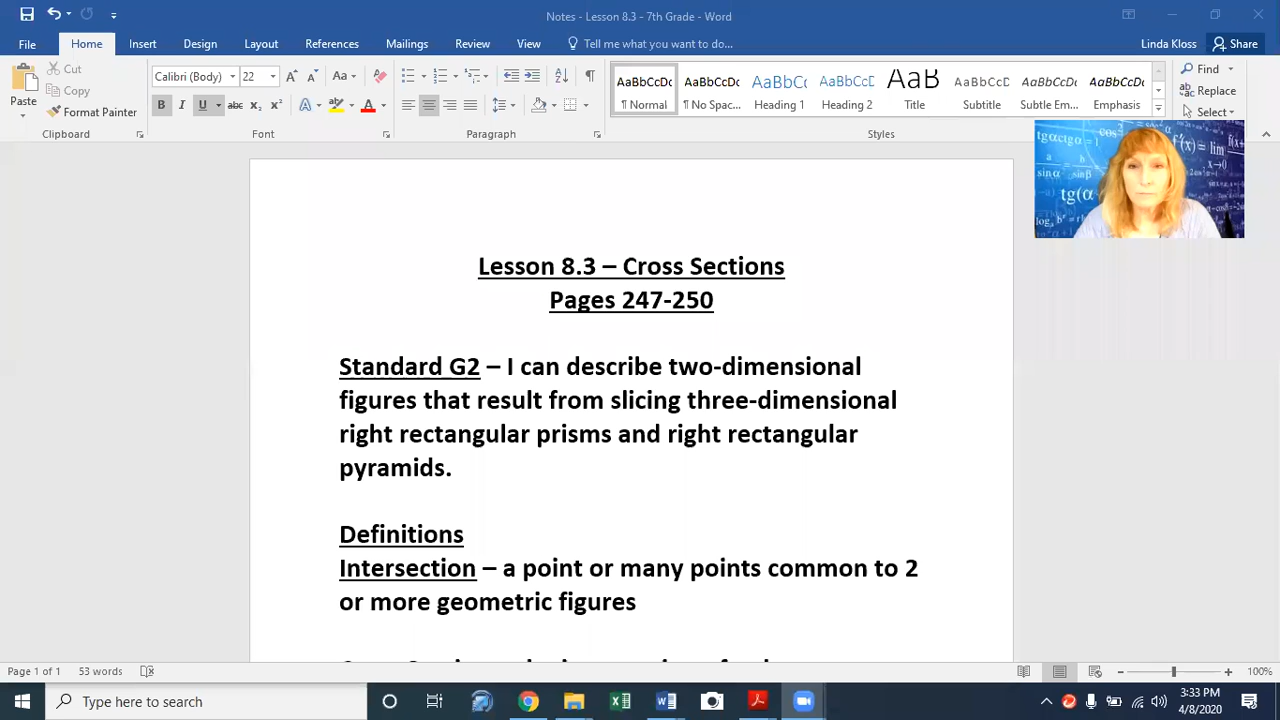 Notes - Lesson 8.3 - 7th Grade - Word
File Home Insert Design Layout References Mailings Review View Tell me what you want to do... Linda Kloss Share
Paste
Cut
Copy
Format Painter
Calibri (Body) 22
Clipboard Font Paragraph Styles
AaBbCcDc AaBbCcDc AaBbCc AaBbCcD AaB AaBbCcD AaBbCcDc AaBbCcDc
¶ Normal ¶ No Spac... Heading 1 Heading 2 Title Subtitle Subtle Em... Emphasis
Find
Replace
Select
Lesson 8.3 – Cross Sections
Pages 247-250
Standard G2 – I can describe two-dimensional
figures that result from slicing three-dimensional
right rectangular prisms and right rectangular
pyramids.
Definitions
Intersection – a point or many points common to 2
or more geometric figures
Page 1 of 1 53 words 100%
Type here to search
3:33 PM
4/8/2020